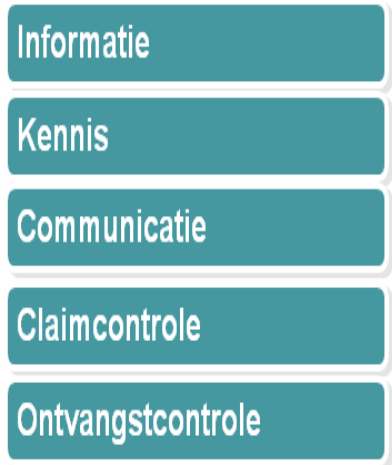 Informatie
Kennis
Communicatie
Claimcontrole
Ontvangstcontrole